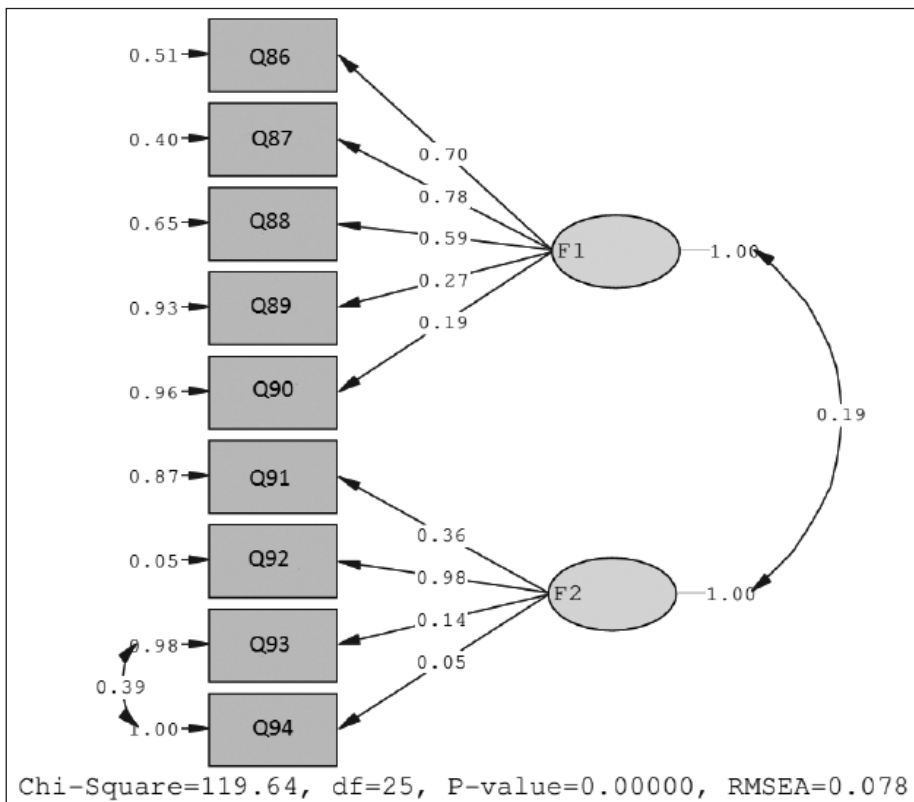 0.51 Q86
0.70
0.40 Q87
0.78
0.65 Q88
0.59
F1 1.00
0.27
0.93 Q89
0.19
0.96 Q90
0.19
0.87 Q91
0.36
0.05 Q92
0.98
F2 1.00
0.14
0.98 Q93
0.05
0.39
1.00 Q94
Chi-Square=119.64, df=25, P-value=0.00000, RMSEA=0.078